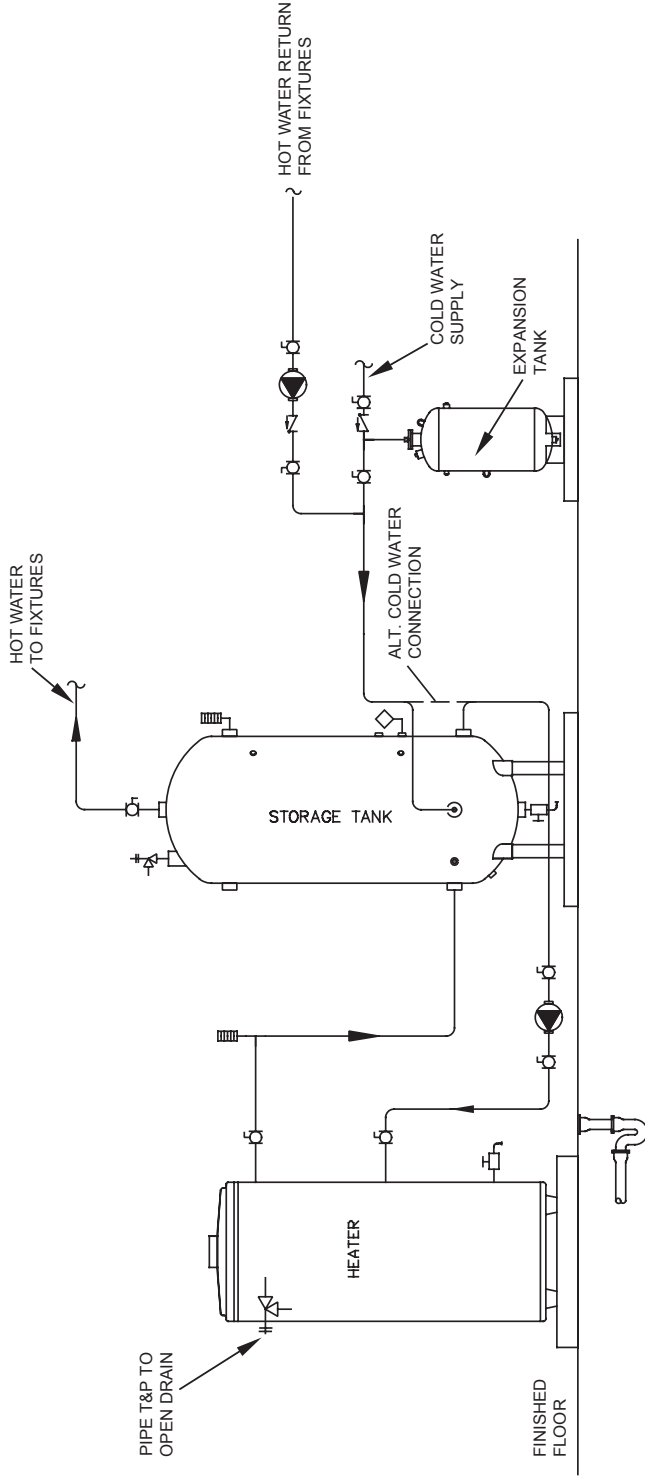 PIPE T&P TO
OPEN DRAIN
HEATER
FINISHED
FLOOR
STORAGE TANK
HOT WATER
TO FIXTURES
ALT. COLD WATER
CONNECTION
EXPANSION
TANK
COLD WATER
SUPPLY
HOT WATER RETURN
FROM FIXTURES